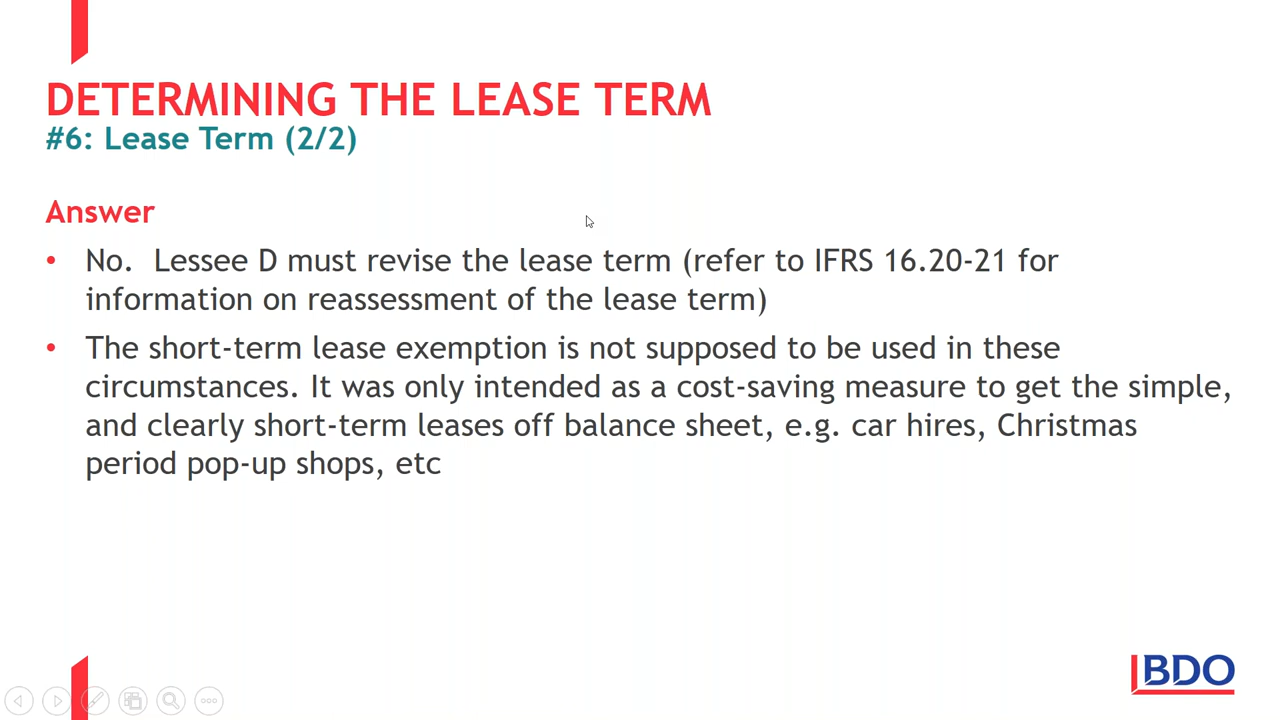 DETERMINING THE LEASE TERM
#6: Lease Term (2/2)
Answer
• No.  Lessee D must revise the lease term (refer to IFRS 16.20-21 for
information on reassessment of the lease term)
• The short-term lease exemption is not supposed to be used in these
circumstances. It was only intended as a cost-saving measure to get the simple,
and clearly short-term leases off balance sheet, e.g. car hires, Christmas
period pop-up shops, etc
BDO